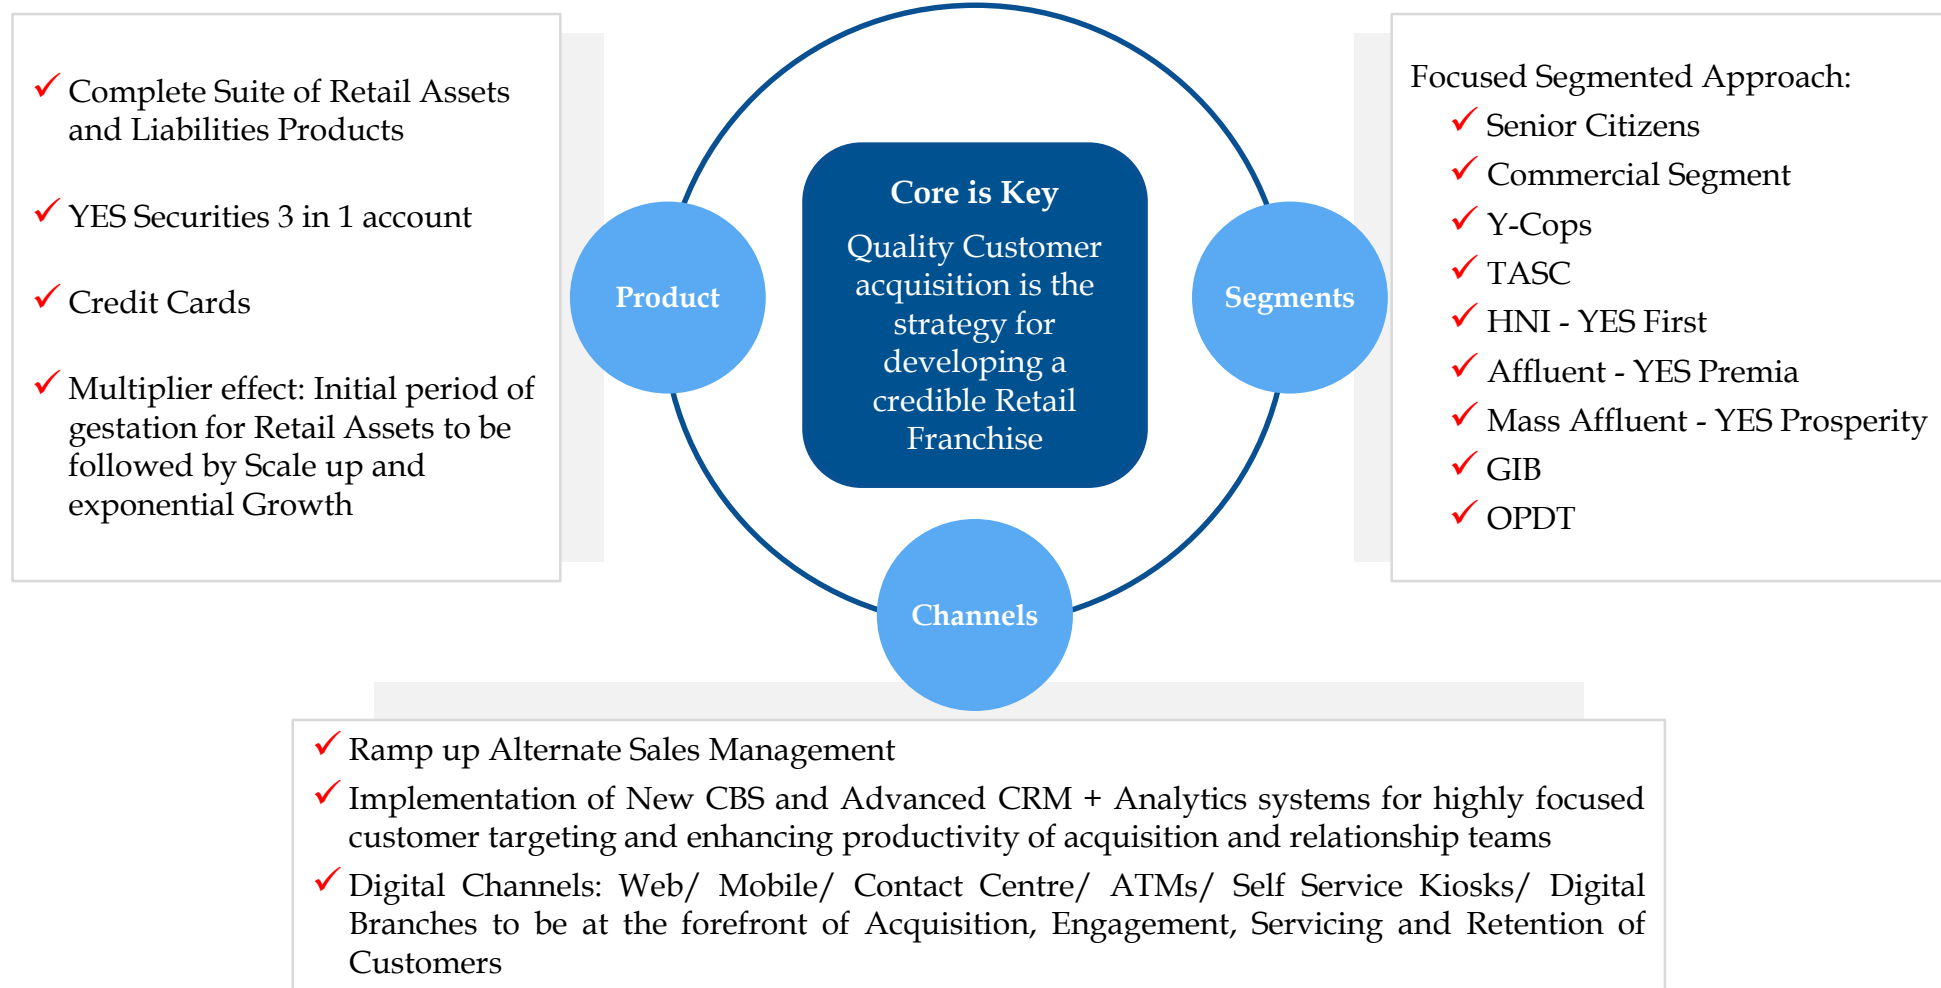 Complete Suite of Retail Assets
and Liabilities Products
YES Securities 3 in 1 account
Credit Cards
Multiplier effect: Initial period of
gestation for Retail Assets to be
followed by Scale up and
exponential Growth
Product
Core is Key
Quality Customer
acquisition is the
strategy for
developing a
credible Retail
Franchise
Segments
Focused Segmented Approach:
Senior Citizens
Commercial Segment
Y-Cops
TASC
HNI - YES First
Affluent - YES Premia
Mass Affluent - YES Prosperity
GIB
OPDT
Channels
Ramp up Alternate Sales Management
Implementation of New CBS and Advanced CRM + Analytics systems for highly focused
customer targeting and enhancing productivity of acquisition and relationship teams
Digital Channels: Web/ Mobile/ Contact Centre/ ATMs/ Self Service Kiosks/ Digital
Branches to be at the forefront of Acquisition, Engagement, Servicing and Retention of
Customers